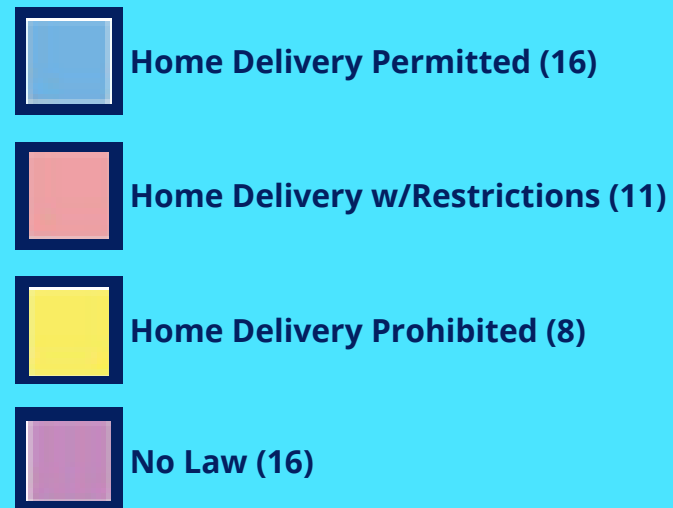 Home Delivery Permitted (16)
Home Delivery w/Restrictions (11)
Home Delivery Prohibited (8)
No Law (16)